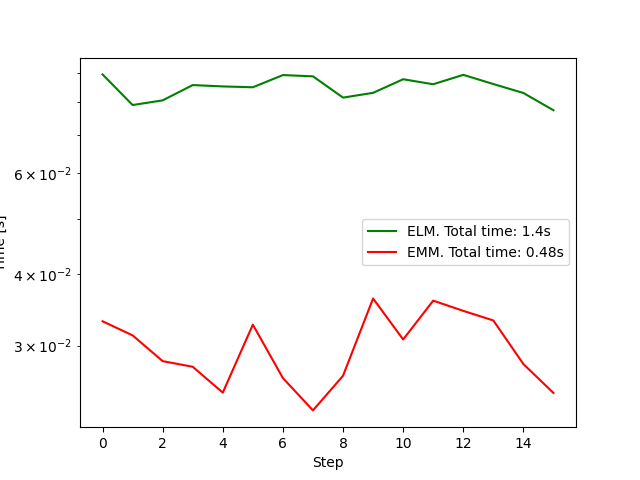 6 × 10⁻²
4 × 10⁻²
3 × 10⁻²
ELM. Total time: 1.4s
EMM. Total time: 0.48s
0 2 4 6 8 10 12 14
Step